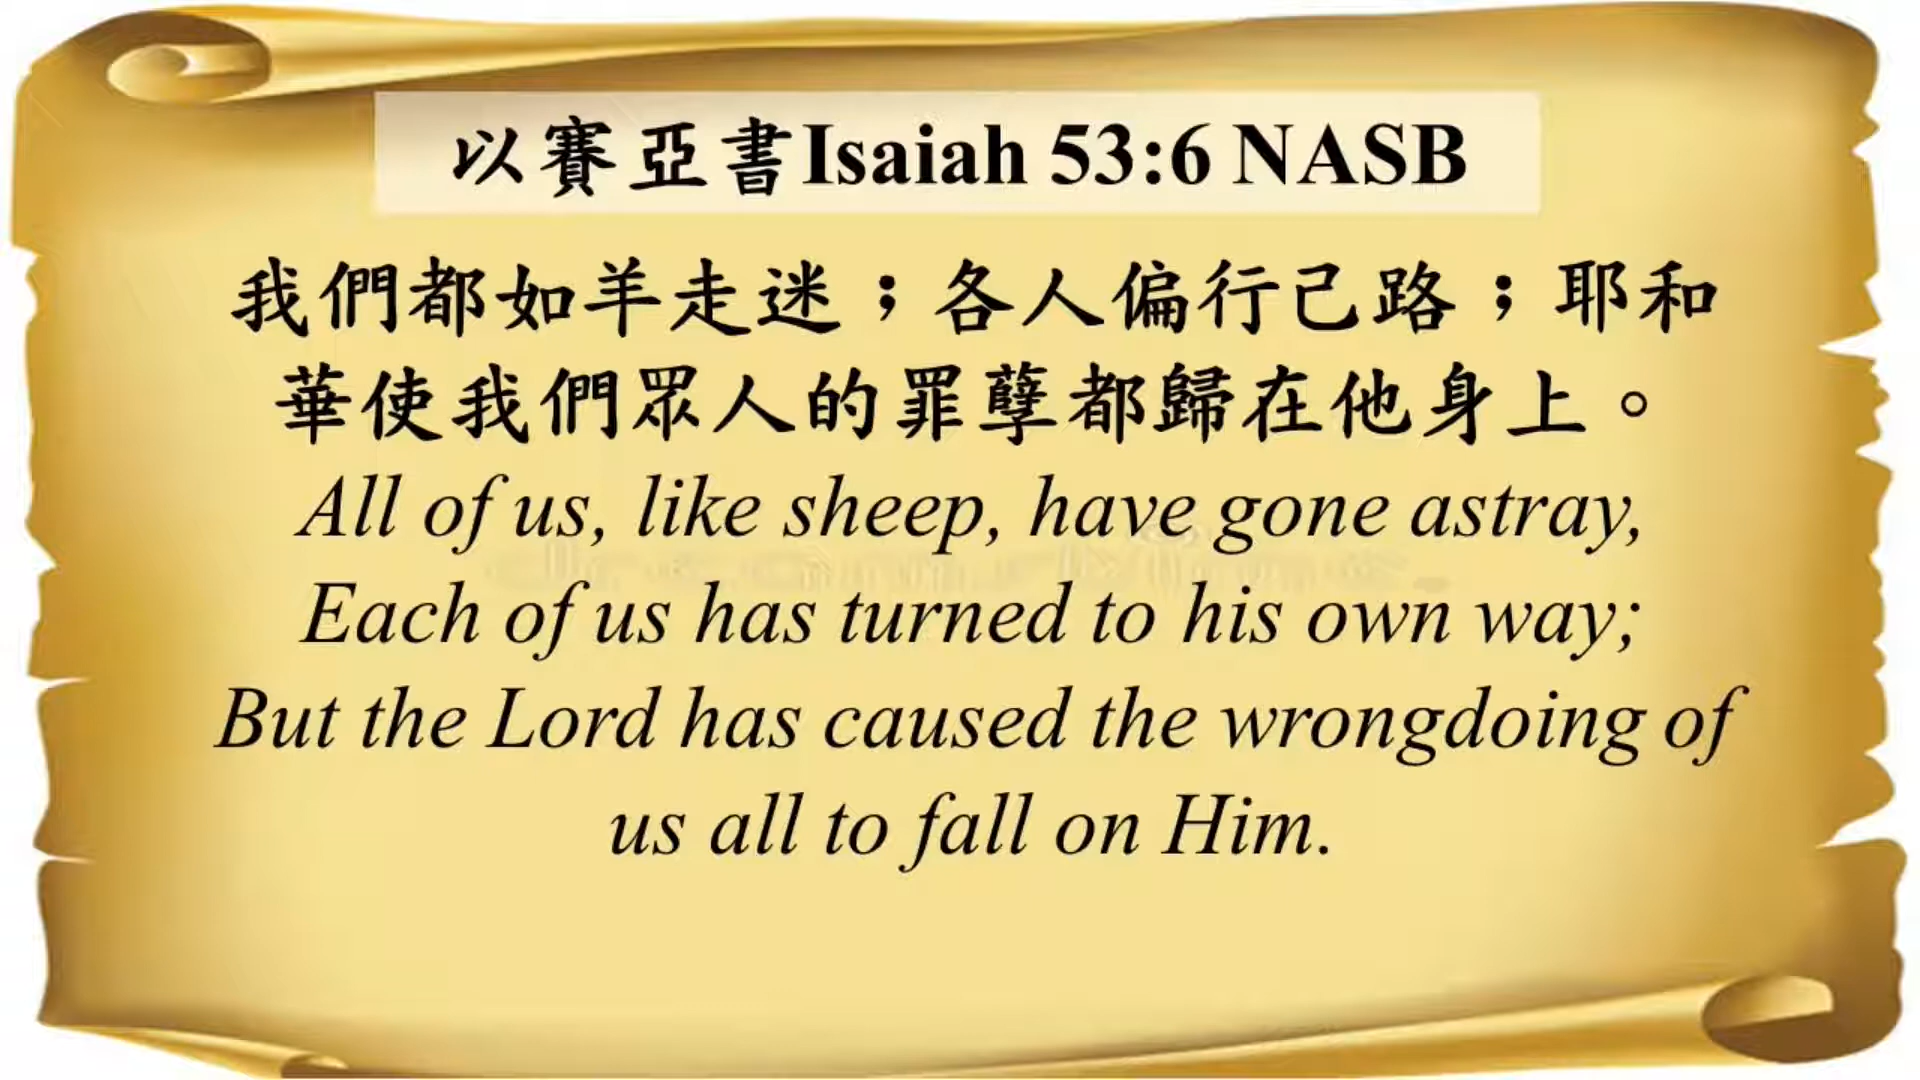 以賽亞書Isaiah 53:6 NASB
我們都如羊走迷；各人偏行己路；耶和
華使我們眾人的罪孽都歸在他身上。
All of us, like sheep, have gone astray,
Each of us has turned to his own way;
But the Lord has caused the wrongdoing of
us all to fall on Him.